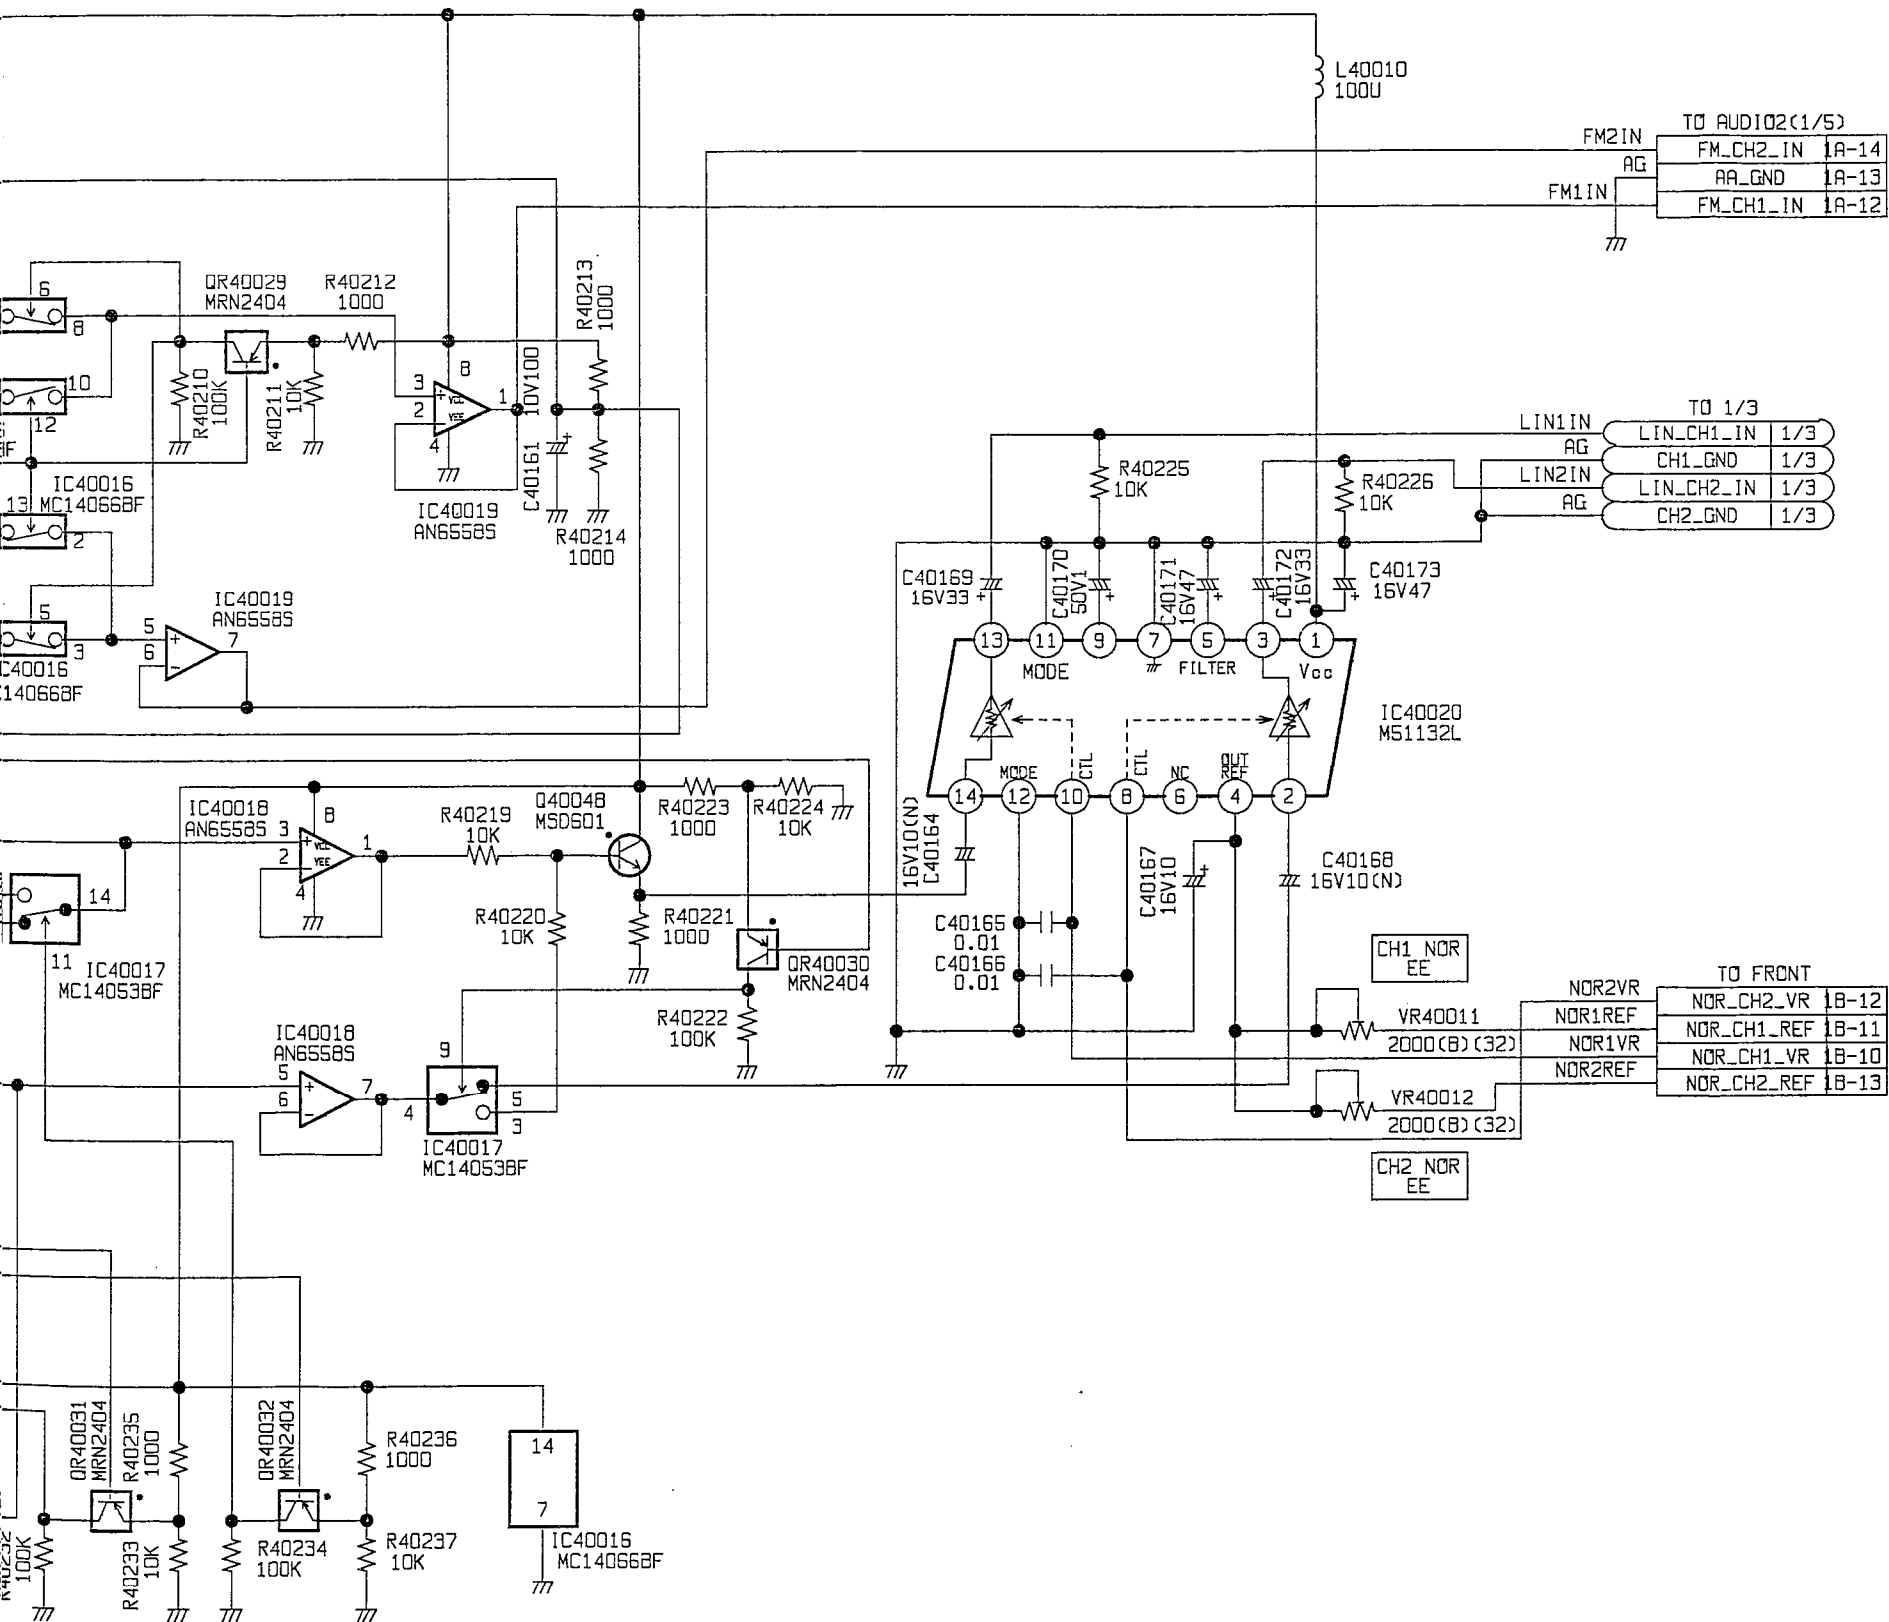 L40010
100U
TO AUDIO2(1/5)
FM2IN
FM_CH2_IN 1A-14
AG
AA_GND 1A-13
FM1IN
FM_CH1_IN 1A-12
6
8
QR40029
MRN2404
R40212
1000
R40213
1000
10
12
R40210
100K
R40211
10K
8
3
2
VCC
VEE
1
4
10V100
C40161
IC40019
AN6558S
R40214
1000
IC40016
MC14066BF
13
2
5
3
C40016
C14066BF
IC40019
AN6558S
5
6
7
TO 1/3
LIN1IN
LIN_CH1_IN 1/3
AG
CH1_GND 1/3
LIN2IN
LIN_CH2_IN 1/3
AG
CH2_GND 1/3
R40225
10K
R40226
10K
C40169
16V33
C40170
50V1
C40171
16V47
C40172
16V33
C40173
16V47
13
11
9
7
5
3
1
MODE
FILTER
Vcc
IC40020
M51132L
MODE
CTL
CTL
NC
OUT
REF
14
12
10
8
6
4
2
IC40018
AN6558S
8
3
2
VCC
VEE
1
4
R40219
10K
Q40048
MSD601
R40223
1000
R40224
10K
16V10(N)
C40164
C40167
16V10
C40168
16V10(N)
14
11
IC40017
MC14053BF
R40220
10K
R40221
1000
QR40030
MRN2404
C40165
0.01
C40166
0.01
R40222
100K
IC40018
AN6558S
5
6
7
9
4
5
3
IC40017
MC14053BF
CH1 NOR
EE
TO FRONT
NOR2VR
NOR_CH2_VR 1B-12
NOR1REF
NOR_CH1_REF 1B-11
NOR1VR
NOR_CH1_VR 1B-10
NOR2REF
NOR_CH2_REF 1B-13
VR40011
2000(B)(32)
VR40012
2000(B)(32)
CH2 NOR
EE
QR40031
MRN2404
R40235
1000
QR40032
MRN2404
R40236
1000
14
7
IC40016
MC14066BF
100K
R40233
10K
R40234
100K
R40237
10K